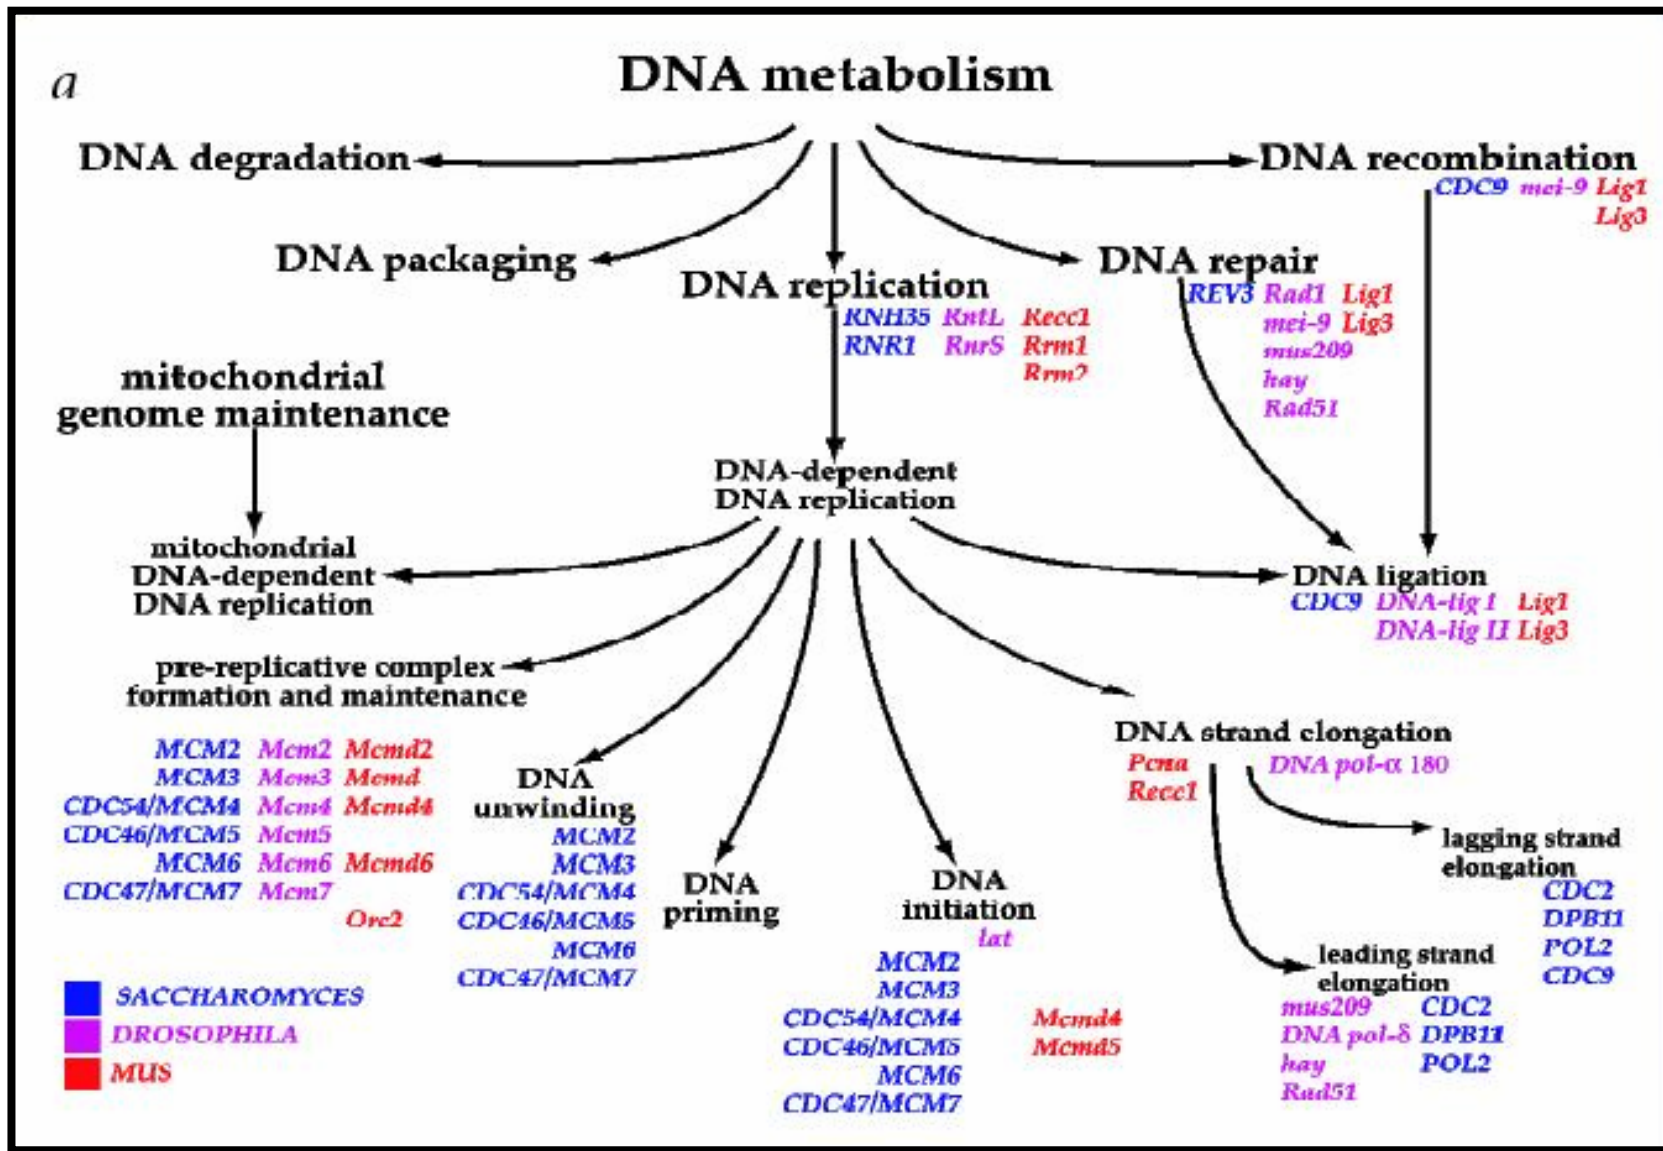 a
DNA metabolism
DNA degradation
DNA recombination
CDC9 mei-9 Lig1
Lig3
DNA packaging
DNA replication
RNH35 RntL Recc1
RNR1 RnrS Rrm1
Rrm2
DNA repair
REV3 Rad1 Lig1
mei-9 Lig3
mus209
hay
Rad51
mitochondrial
genome maintenance
DNA-dependent
DNA replication
mitochondrial
DNA-dependent
DNA replication
DNA ligation
CDC9 DNA-lig I Lig1
DNA-lig II Lig3
pre-replicative complex
formation and maintenance
MCM2 Mcm2 Mcmd2
MCM3 Mcm3 Mcmd
CDC54/MCM4 Mcm4 Mcmd4
CDC46/MCM5 Mcm5
MCM6 Mcm6 Mcmd6
CDC47/MCM7 Mcm7
Orc2
DNA
unwinding
MCM2
MCM3
CDC54/MCM4
CDC46/MCM5
MCM6
CDC47/MCM7
DNA
priming
DNA
initiation
lat
MCM2
MCM3
CDC54/MCM4 Mcmd4
CDC46/MCM5 Mcmd5
MCM6
CDC47/MCM7
DNA strand elongation
Pcna DNA pol-α 180
Recc1
lagging strand
elongation
CDC2
DPB11
POL2
CDC9
leading strand
elongation
mus209 CDC2
DNA pol-δ DPB11
hay POL2
Rad51
SACCHAROMYCES
DROSOPHILA
MUS